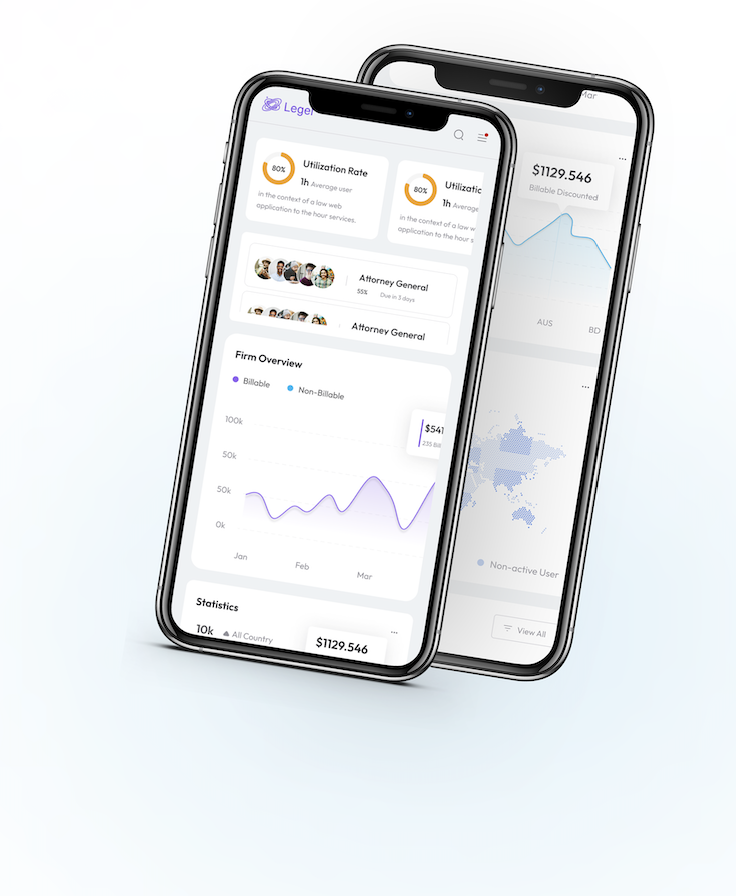 Legal
80%
Utilization Rate
1h Average user
in the context of a law web
application to the hour services.
80%
1h Average
in the context of a law w
application to the hour s
Attorney General
55%
Due in 3 days
Attorney General
Firm Overview
Billable
Non-Billable
100k
50k
50k
0k
$541
235 Bill
Jan
Feb
Mar
Statistics
10k
All Country
$1129.546
Mar
$1129.546
Billable Discounted
AUS
BD
Non-active User
View All